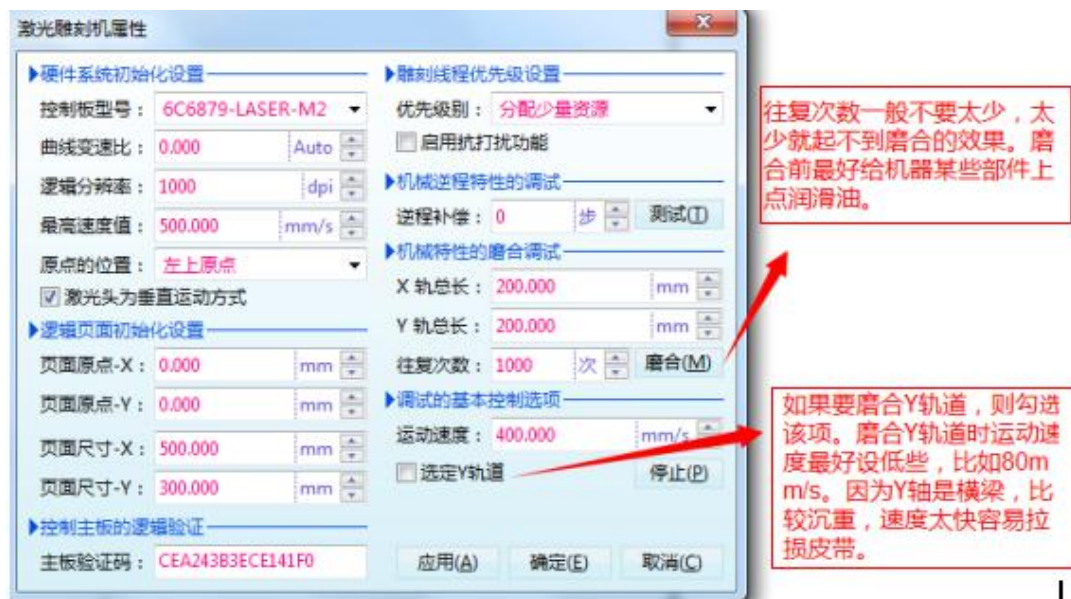 激光雕刻机属性
▶硬件系统初始化设置
控制板型号： 6C6879-LASER-M2
曲线变速比： 0.000 Auto
逻辑分辨率： 1000 dpi
最高速度值： 500.000 mm/s
原点的位置： 左上原点
激光头为垂直运动方式
▶逻辑页面初始化设置
页面原点-X： 0.000 mm
页面原点-Y： 0.000 mm
页面尺寸-X： 500.000 mm
页面尺寸-Y： 300.000 mm
▶控制主板的逻辑验证
主板验证码： CEA243B3ECE141F0
▶雕刻线程优先级设置
优先级别： 分配少量资源
启用抗打扰功能
▶机械逆程特性的调试
逆程补偿： 0 步 测试(T)
▶机械特性的磨合调试
X 轨总长： 200.000 mm
Y 轨总长： 200.000 mm
往复次数： 1000 次 磨合(M)
▶调试的基本控制选项
运动速度： 400.000 mm/s
选定Y轨道 停止(P)
应用(A) 确定(E) 取消(C)
往复次数一般不要太少，太
少就起不到磨合的效果。磨
合前最好给机器某些部件上
点润滑油。
如果要磨合Y轨道，则勾选
该项。磨合Y轨道时运动速
度最好设低些，比如80m
m/s。因为Y轴是横梁，比
较沉重，速度太快容易拉
损皮带。